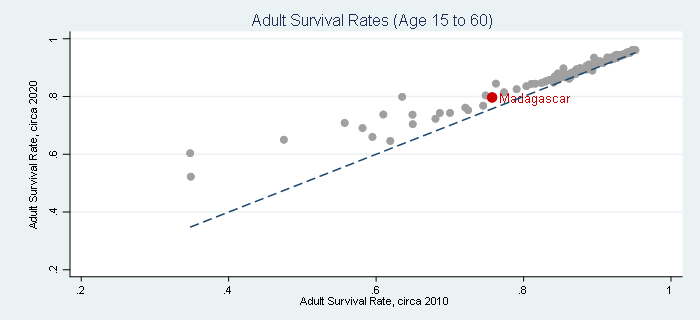 Adult Survival Rates (Age 15 to 60)
Adult Survival Rate, circa 2020
1
.8
.6
.4
.2
Madagascar
.2 .4 .6 .8 1
Adult Survival Rate, circa 2010